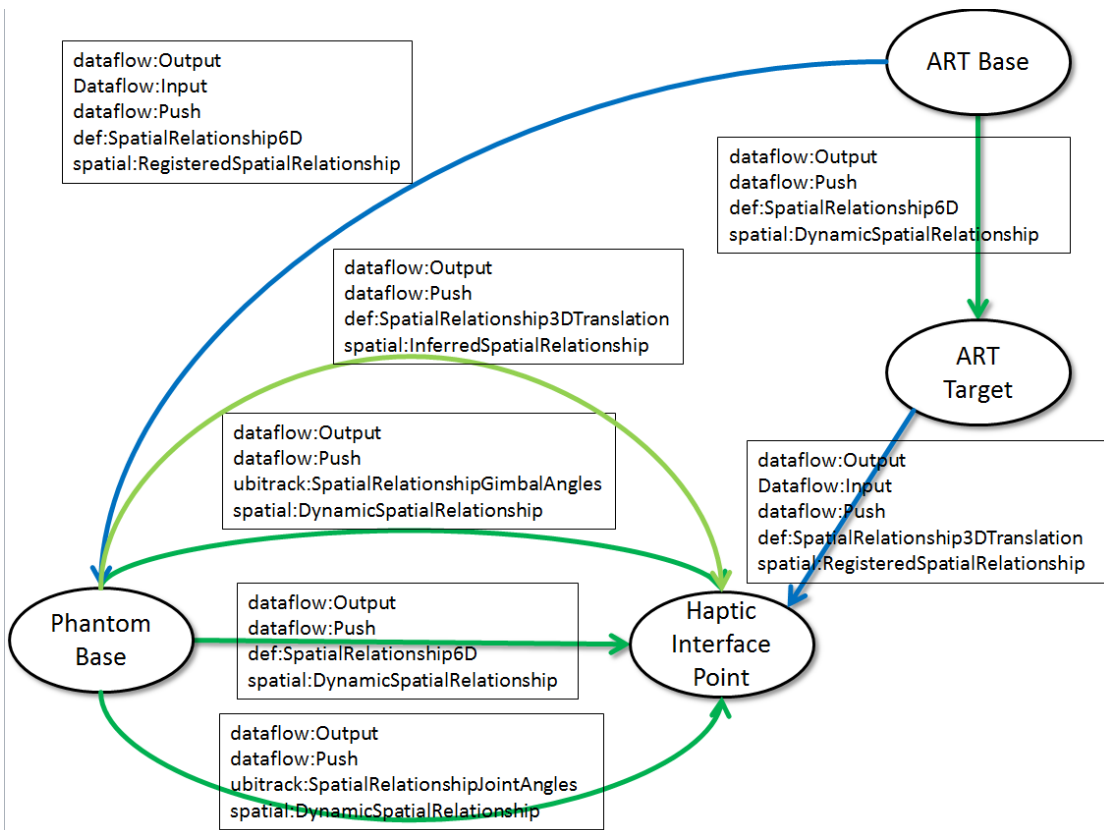 dataflow:Output
Dataflow:Input
dataflow:Push
def:SpatialRelationship6D
spatial:RegisteredSpatialRelationship
ART Base
dataflow:Output
dataflow:Push
def:SpatialRelationship6D
spatial:DynamicSpatialRelationship
dataflow:Output
dataflow:Push
def:SpatialRelationship3DTranslation
spatial:InferredSpatialRelationship
ART
Target
dataflow:Output
dataflow:Push
ubitrack:SpatialRelationshipGimbalAngles
spatial:DynamicSpatialRelationship
dataflow:Output
Dataflow:Input
dataflow:Push
def:SpatialRelationship3DTranslation
spatial:RegisteredSpatialRelationship
Phantom
Base
dataflow:Output
dataflow:Push
def:SpatialRelationship6D
spatial:DynamicSpatialRelationship
Haptic
Interface
Point
dataflow:Output
dataflow:Push
ubitrack:SpatialRelationshipJointAngles
spatial:DynamicSpatialRelationship